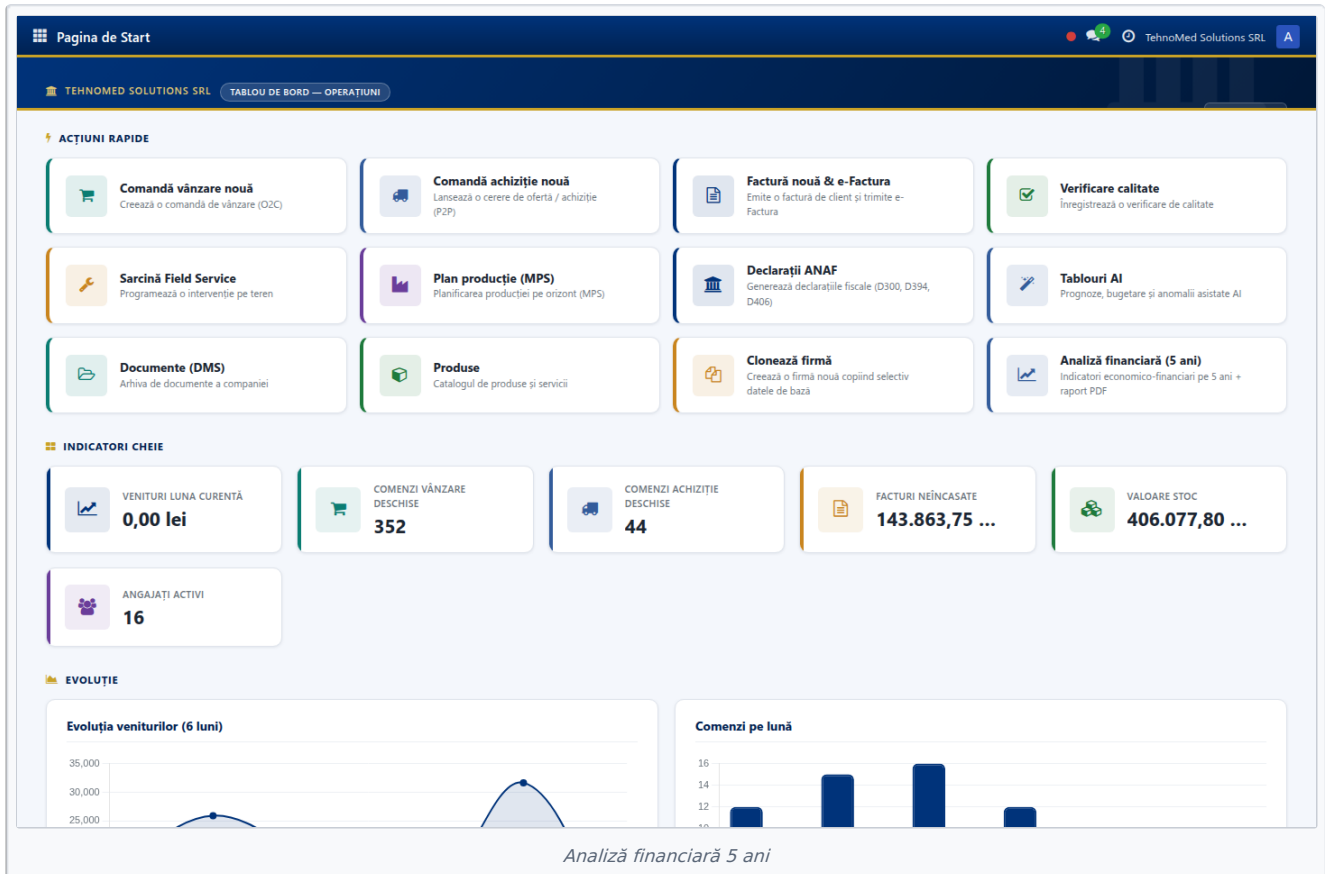 Pagina de Start
4
TehnoMed Solutions SRL
A
TEHNOMED SOLUTIONS SRL
TABLOU DE BORD — OPERAȚIUNI
ACȚIUNI RAPIDE
Comandă vânzare nouă
Creează o comandă de vânzare (O2C)
Comandă achiziție nouă
Lansează o cerere de ofertă / achiziție
(P2P)
Factură nouă & e-Factura
Emite o factură de client și trimite e-
Factura
Verificare calitate
Înregistrează o verificare de calitate
Sarcină Field Service
Programează o intervenție pe teren
Plan producție (MPS)
Planificarea producției pe orizont (MPS)
Declarații ANAF
Generează declarațiile fiscale (D300, D394,
D406)
Tablouri AI
Prognoze, bugetare și anomalii asistate AI
Documente (DMS)
Arhiva de documente a companiei
Produse
Catalogul de produse și servicii
Clonează firmă
Creează o firmă nouă copiind selectiv
datele de bază
Analiză financiară (5 ani)
Indicatori economico-financiari pe 5 ani +
raport PDF
INDICATORI CHEIE
VENITURI LUNA CURENTĂ
0,00 lei
COMENZI VÂNZARE
DESCHISE
352
COMENZI ACHIZIȚIE
DESCHISE
44
FACTURI NEÎNCASATE
143.863,75 ...
VALOARE STOC
406.077,80 ...
ANGAJAȚI ACTIVI
16
EVOLUȚIE
Evoluția veniturilor (6 luni)
35,000
30,000
25,000
Comenzi pe lună
16
14
12
10
Analiză financiară 5 ani